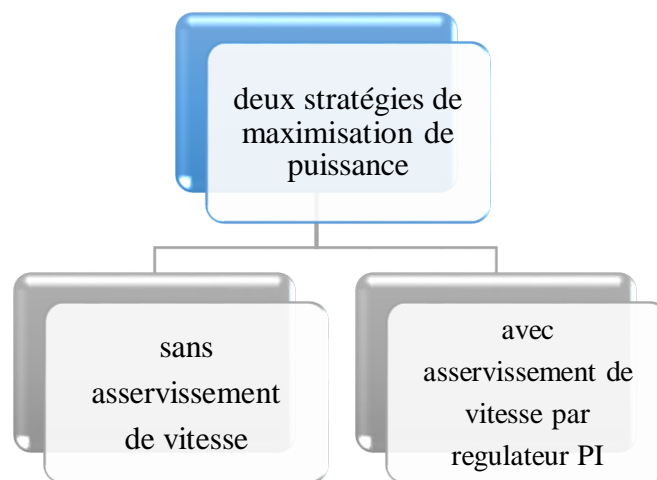 deux stratégies de
maximisation de
puissance
sans
asservissement
de vitesse
avec
asservissement de
vitesse par
regulateur PI